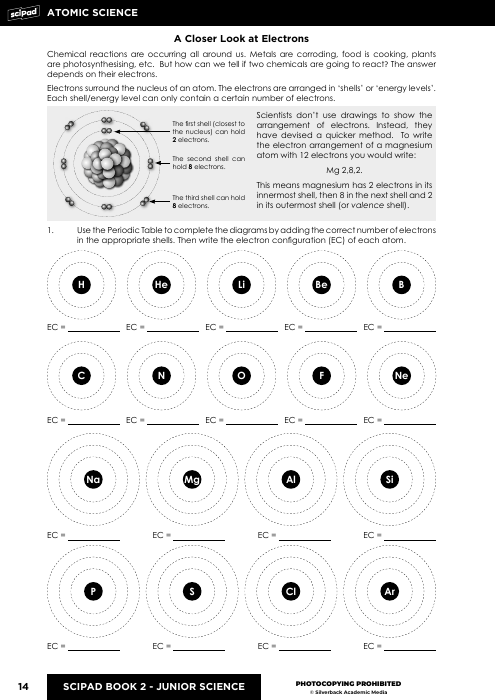 scipad ATOMIC SCIENCE
A Closer Look at Electrons
Chemical reactions are occurring all around us. Metals are corroding, food is cooking, plants
are photosynthesising, etc. But how can we tell if two chemicals are going to react? The answer
depends on their electrons.
Electrons surround the nucleus of an atom. The electrons are arranged in 'shells' or 'energy levels'.
Each shell/energy level can only contain a certain number of electrons.
The first shell (closest to
the nucleus) can hold
2 electrons.
The second shell can
hold 8 electrons.
The third shell can hold
8 electrons.
Scientists don't use drawings to show the
arrangement of electrons. Instead, they
have devised a quicker method. To write
the electron arrangement of a magnesium
atom with 12 electrons you would write:
Mg 2,8,2.
This means magnesium has 2 electrons in its
innermost shell, then 8 in the next shell and 2
in its outermost shell (or valence shell).
1. Use the Periodic Table to complete the diagrams by adding the correct number of electrons
in the appropriate shells. Then write the electron configuration (EC) of each atom.
H He Li Be B
EC = EC = EC = EC = EC =
C N O F Ne
EC = EC = EC = EC = EC =
Na Mg Al Si
EC = EC = EC = EC =
P S Cl Ar
EC = EC = EC = EC =
14 SCIPAD BOOK 2 - JUNIOR SCIENCE
PHOTOCOPYING PROHIBITED
© Silverback Academic Media